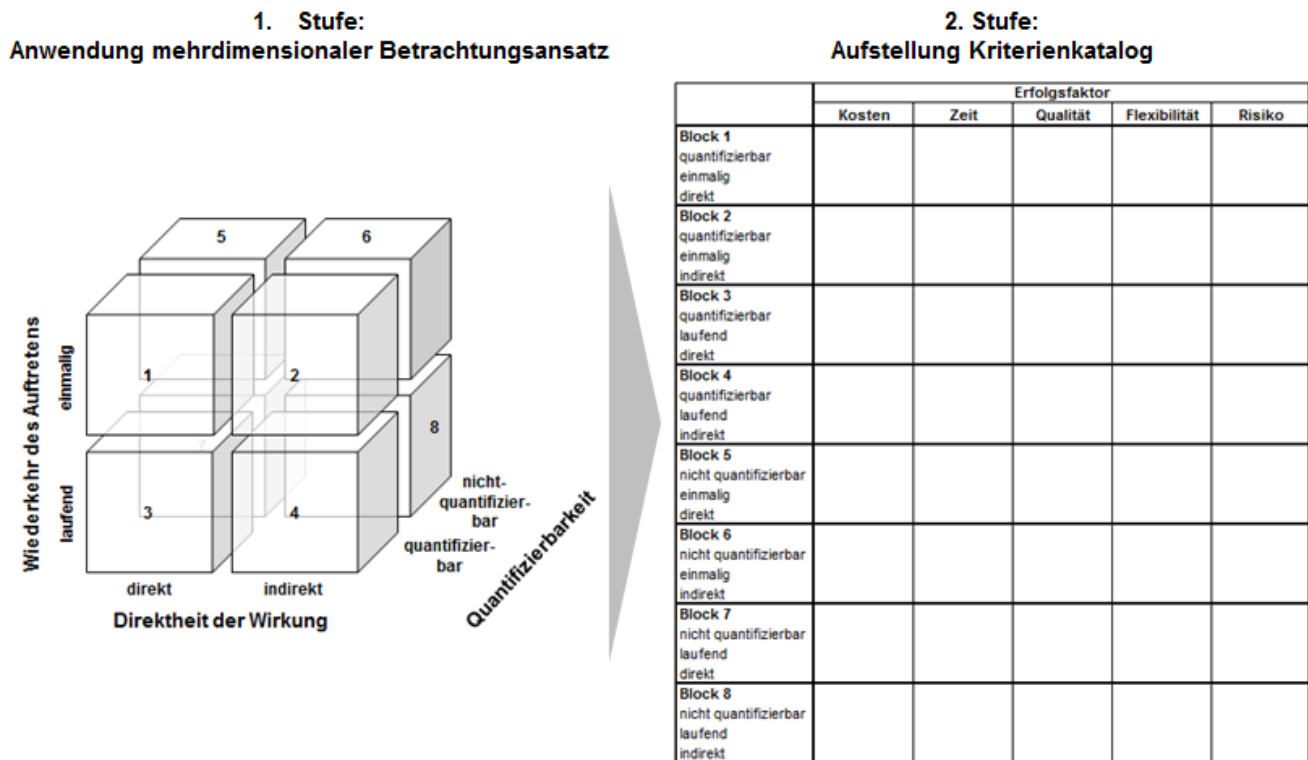 1. Stufe:
Anwendung mehrdimensionaler Betrachtungsansatz
5
6
1
2
7
8
3
4
Wiederkehr des Auftretens
einmalig
laufend
direkt
indirekt
Direktheit der Wirkung
nicht-
quantifizier-
bar
quantifizier-
bar
Quantifizierbarkeit
2. Stufe:
Aufstellung Kriterienkatalog
Erfolgsfaktor
Kosten Zeit Qualität Flexibilität Risiko
Block 1
quantifizierbar
einmalig
direkt
Block 2
quantifizierbar
einmalig
indirekt
Block 3
quantifizierbar
laufend
direkt
Block 4
quantifizierbar
laufend
indirekt
Block 5
nicht quantifizierbar
einmalig
direkt
Block 6
nicht quantifizierbar
einmalig
indirekt
Block 7
nicht quantifizierbar
laufend
direkt
Block 8
nicht quantifizierbar
laufend
indirekt